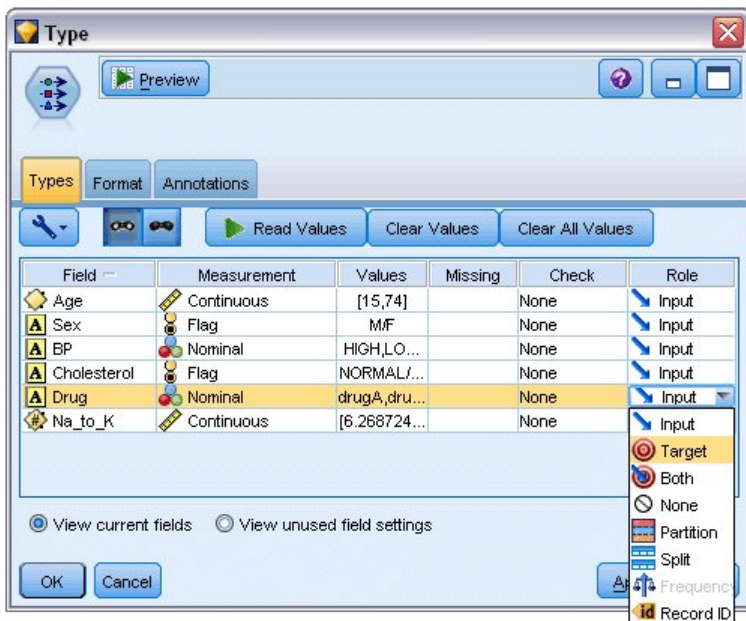 Type
Preview
Types Format Annotations
Read Values Clear Values Clear All Values
Field Measurement Values Missing Check Role
Age Continuous [15,74] None Input
A Sex Flag M/F None Input
A BP Nominal HIGH,LO... None Input
A Cholesterol Flag NORMAL/... None Input
A Drug Nominal drugA,dru... None Input
# Na_to_K Continuous [6.268724... None
Input
Target
Both
None
Partition
Split
Frequency
id Record ID
View current fields View unused field settings
OK Cancel